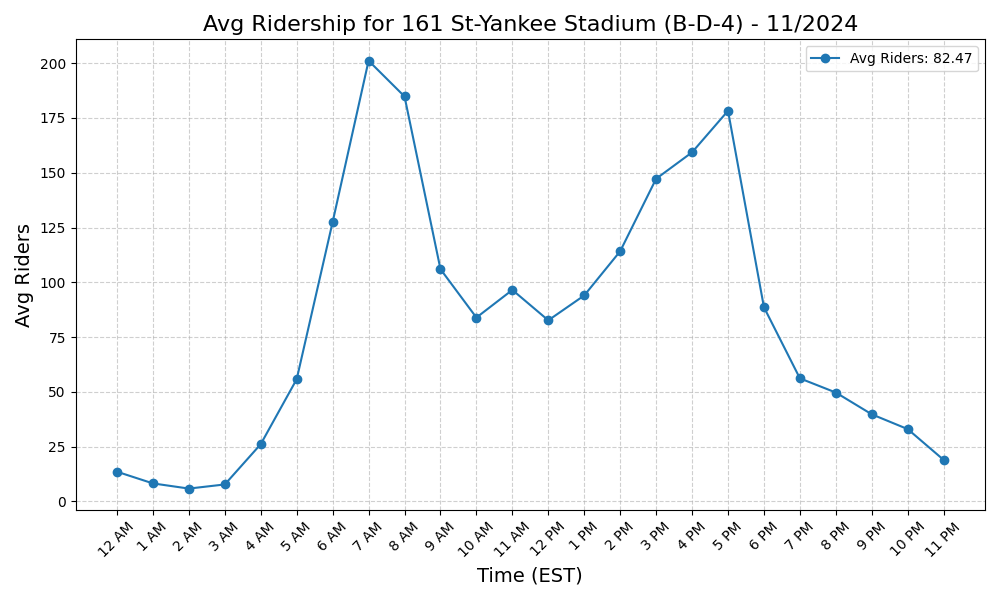 Avg Ridership for 161 St-Yankee Stadium (B-D-4) - 11/2024
Avg Riders: 82.47
Avg Riders
200
175
150
125
100
75
50
25
0
12 AM
1 AM
2 AM
3 AM
4 AM
5 AM
6 AM
7 AM
8 AM
9 AM
10 AM
11 AM
12 PM
1 PM
2 PM
3 PM
4 PM
5 PM
6 PM
7 PM
8 PM
9 PM
10 PM
11 PM
Time (EST)